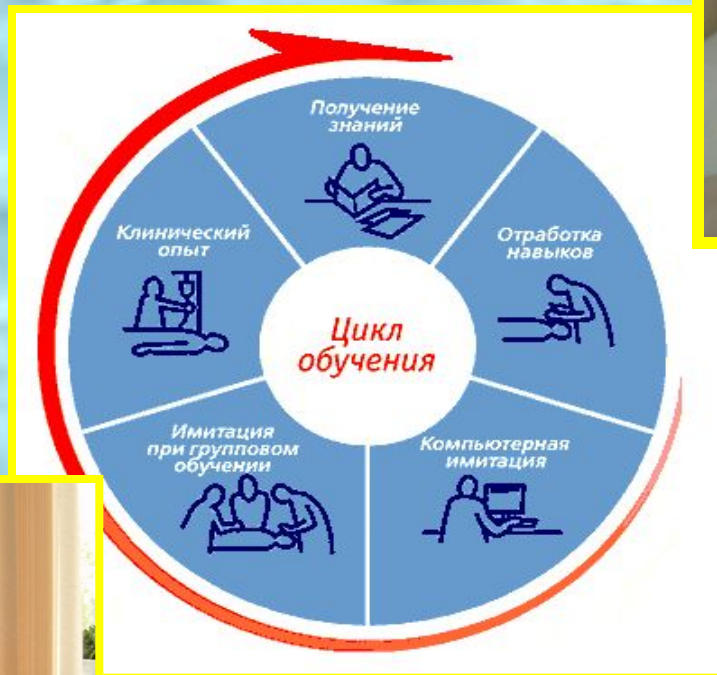 Получение
знаний
Отработка
навыков
Компьютерная
имитация
Имитация
при групповом
обучении
Клинический
опыт
Цикл
обучения